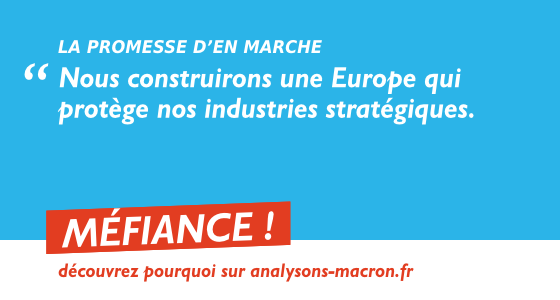 LA PROMESSE D’EN MARCHE
“ Nous construirons une Europe qui
protège nos industries stratégiques.
MÉFIANCE !
découvrez pourquoi sur analysons-macron.fr